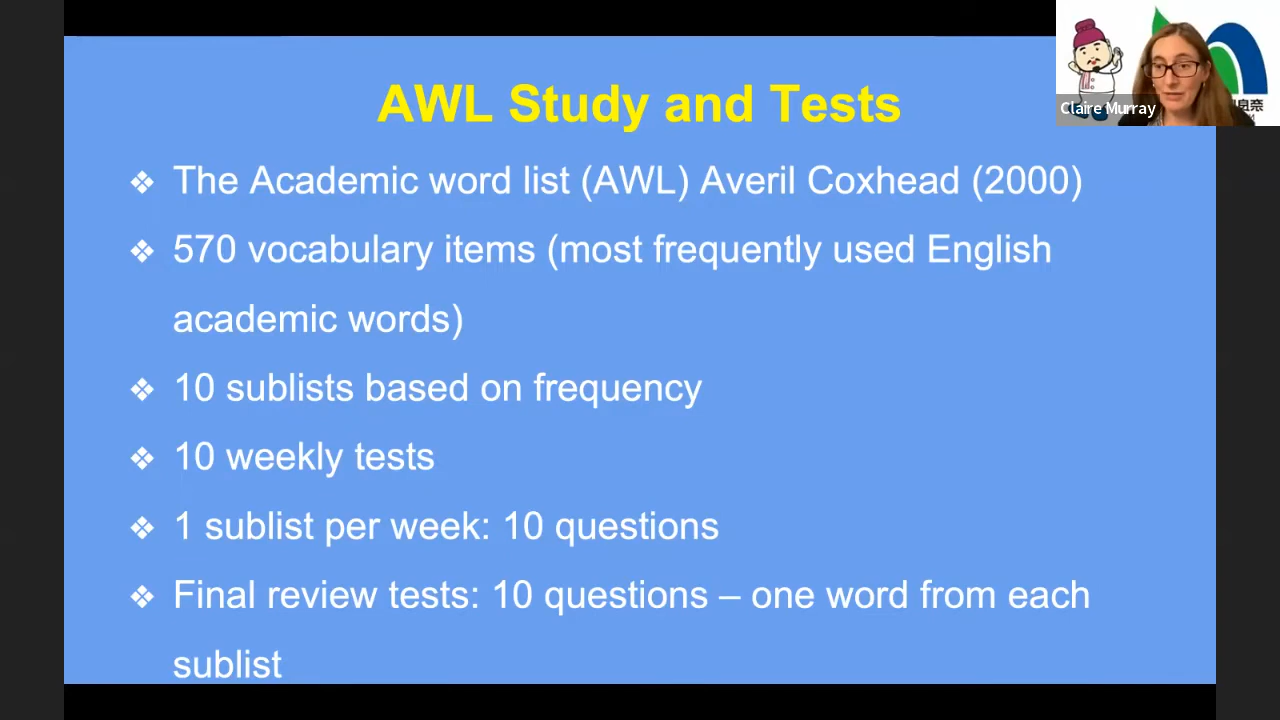 AWL Study and Tests
❖ The Academic word list (AWL) Averil Coxhead (2000)
❖ 570 vocabulary items (most frequently used English
academic words)
❖ 10 sublists based on frequency
❖ 10 weekly tests
❖ 1 sublist per week: 10 questions
❖ Final review tests: 10 questions – one word from each
sublist
Claire Murray